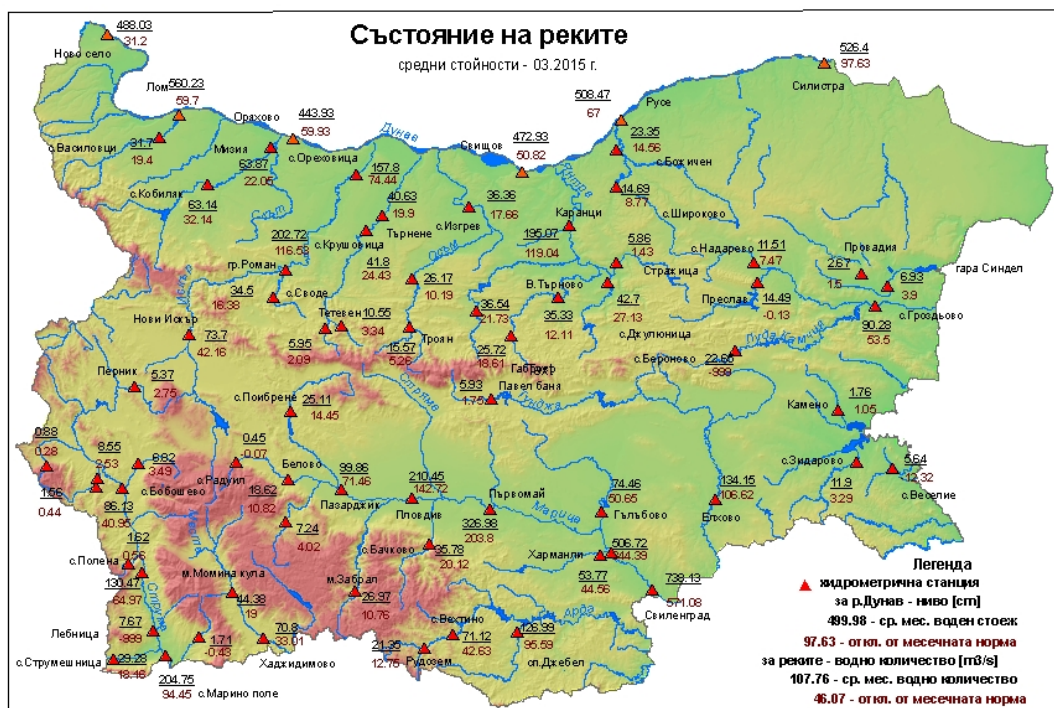 Състояние на реките
средни стойности - 03.2015 г.
488.03
31.2
Ново село
526.4
97.63
Силистра
560.23
Лом
59.7
508.47
67
Русе
443.93
59.93
Оряхово
Дунав
472.93
50.82
Свищов
31.7
19.4
с.Василовци
Мизия
63.87
22.05
с.Ореховица
157.8
74.44
23.35
14.56
с.Божичен
с.Кобиляк
63.14
32.14
Скът
40.63
19.9
Търнене
36.36
17.66
с.Изгрев
Янтра
14.69
8.77
с.Широково
Каранци
195.07
119.04
202.72
116.53
гр.Роман
с.Крушовица
41.8
24.43
Осъм
5.86
1.43
Стражица
с.Надарево
11.51
7.47
Провадия
2.67
1.5
6.93
3.9
гара Синдел
Искър
34.5
16.38
с.Своде
26.17
10.19
В.Търново
35.33
12.11
42.7
27.13
с.Джулюница
Преслав
14.49
-0.13
с.Гроздьово
90.28
53.5
Нови Искър
73.7
42.16
Тетевен
10.55
3.34
5.95
2.09
Троян
15.57
5.26
36.54
21.73
25.72
18.61
Габрово
Луда Камчия
с.Бероново
22.66
-999
Перник
5.37
2.75
с.Поибрене
25.11
14.45
Стряма
5.93
1.75
Павел баня
Тунджа
Камено
1.76
1.05
0.88
0.28
8.55
2.53
8.82
3.49
с.Бобошево
с.Радуил
0.45
-0.07
Белово
18.62
10.82
99.86
71.46
Пазарджик
210.45
142.72
Пловдив
Първомай
326.98
203.8
Марица
74.46
50.65
Гълъбово
134.15
106.62
Елхово
с.Зидарово
11.9
3.29
5.64
12.32
с.Веселие
1.56
0.44
86.13
40.95
7.24
4.02
с.Бачково
35.78
20.12
Харманли
506.72
344.39
53.77
44.56
738.13
571.08
Свиленград
1.62
0.56
с.Полена
130.47
64.97
Струма
Места
м.Момина кула
44.38
19
м.Забрал
26.97
10.76
Арда
Лебница
7.67
-999
1.71
-0.43
70.8
33.01
Хаджидимово
с.Вехтино
71.12
42.63
126.99
95.59
сп.Джебел
21.35
12.75
Рудозем
с.Струмешница
29.28
18.46
204.75
94.45
с.Марино поле
Легенда
хидрометрична станция
за р.Дунав - ниво [cm]
499.98 - ср. мес. воден стоеж
97.63 - откл. от месечната норма
за реките - водно количество [m3/s]
107.76 - ср. мес. водно количество
46.07 - откл. от месечната норма